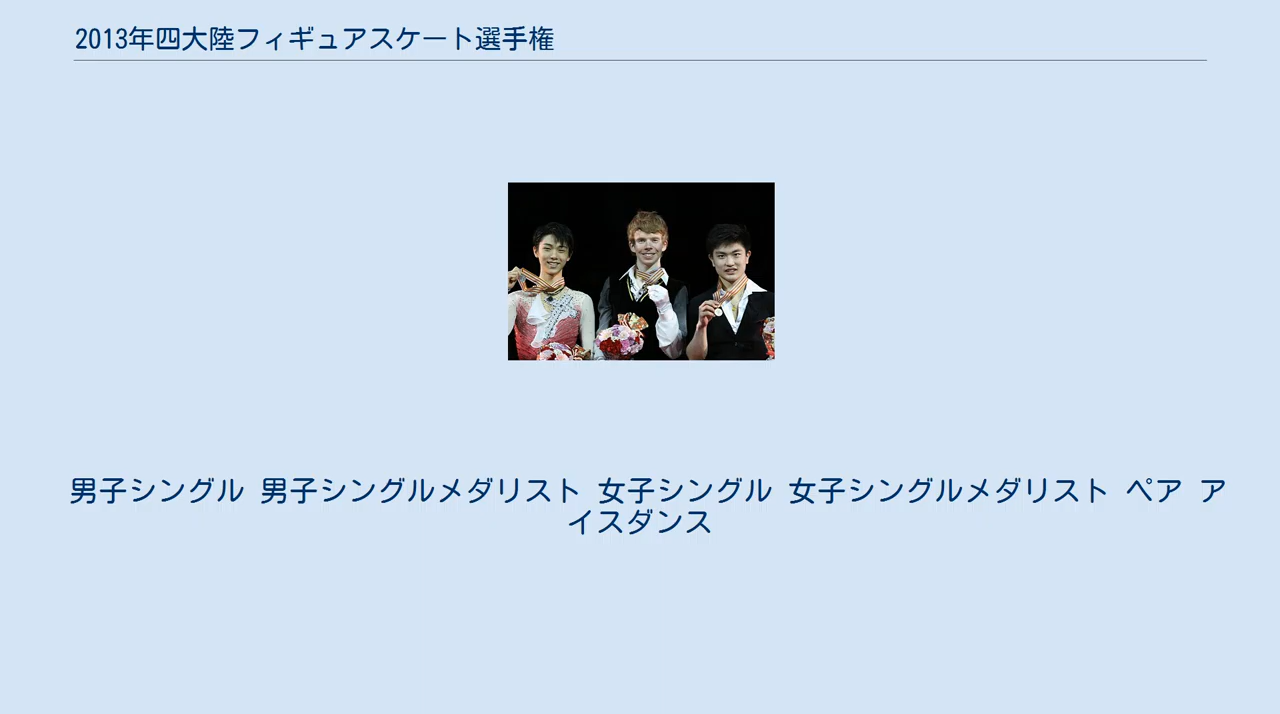 2013年四大陸フィギュアスケート選手権
男子シングル 男子シングルメダリスト 女子シングル 女子シングルメダリスト ペア ア
イスダンス